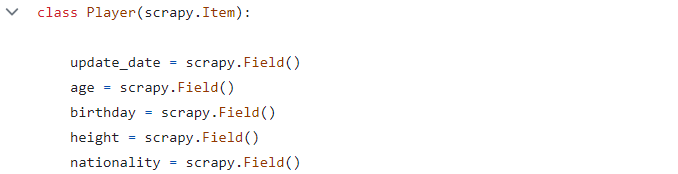 class Player(scrapy.Item):
update_date = scrapy.Field()
age = scrapy.Field()
birthday = scrapy.Field()
height = scrapy.Field()
nationality = scrapy.Field()